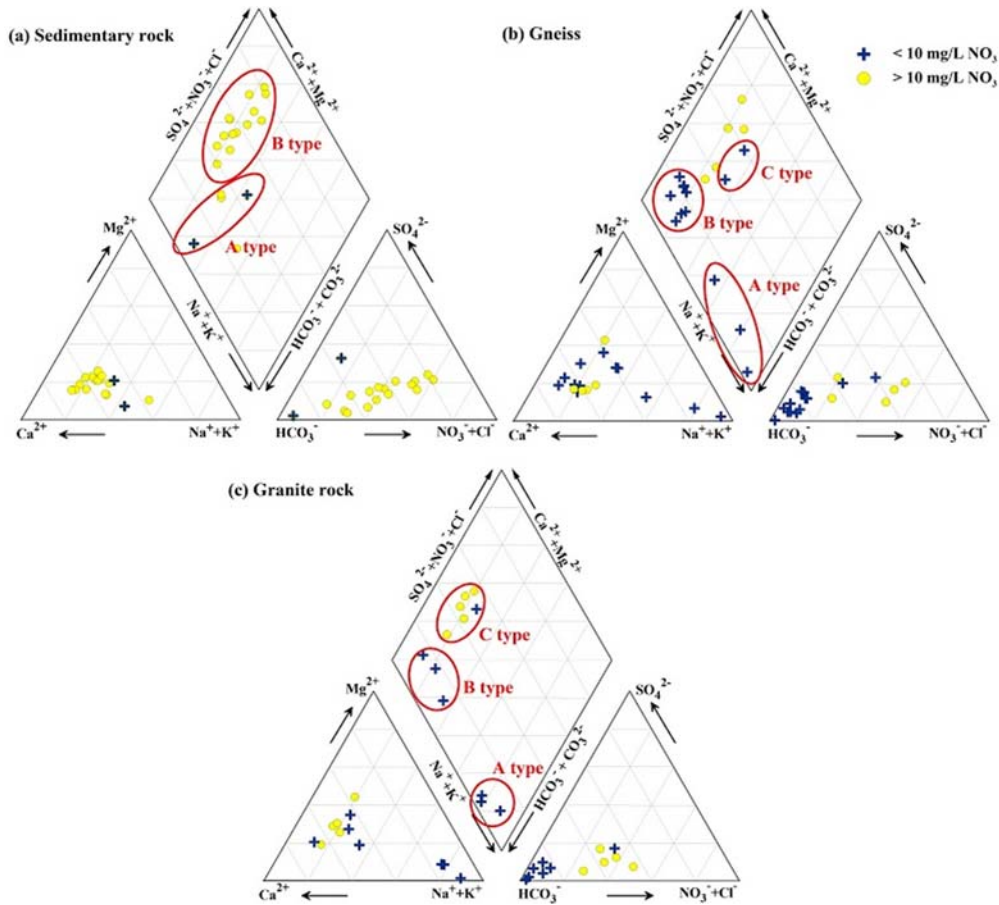 (a) Sedimentary rock
SO₄²⁻+NO₃⁻+Cl⁻
Ca²⁺+Mg²⁺
B type
A type
Mg²⁺
SO₄²⁻
Na⁺+K⁺
HCO₃⁻+CO₃²⁻
Ca²⁺
Na⁺+K⁺
HCO₃⁻
NO₃⁻+Cl⁻
(b) Gneiss
< 10 mg/L NO₃
> 10 mg/L NO₃
SO₄²⁻+NO₃⁻+Cl⁻
Ca²⁺+Mg²⁺
C type
B type
A type
Mg²⁺
SO₄²⁻
Na⁺+K⁺
HCO₃⁻+CO₃²⁻
Ca²⁺
Na⁺+K⁺
HCO₃⁻
NO₃⁻+Cl⁻
(c) Granite rock
SO₄²⁻+NO₃⁻+Cl⁻
Ca²⁺+Mg²⁺
C type
B type
A type
Mg²⁺
SO₄²⁻
Na⁺+K⁺
HCO₃⁻+CO₃²⁻
Ca²⁺
Na⁺+K⁺
HCO₃⁻
NO₃⁻+Cl⁻